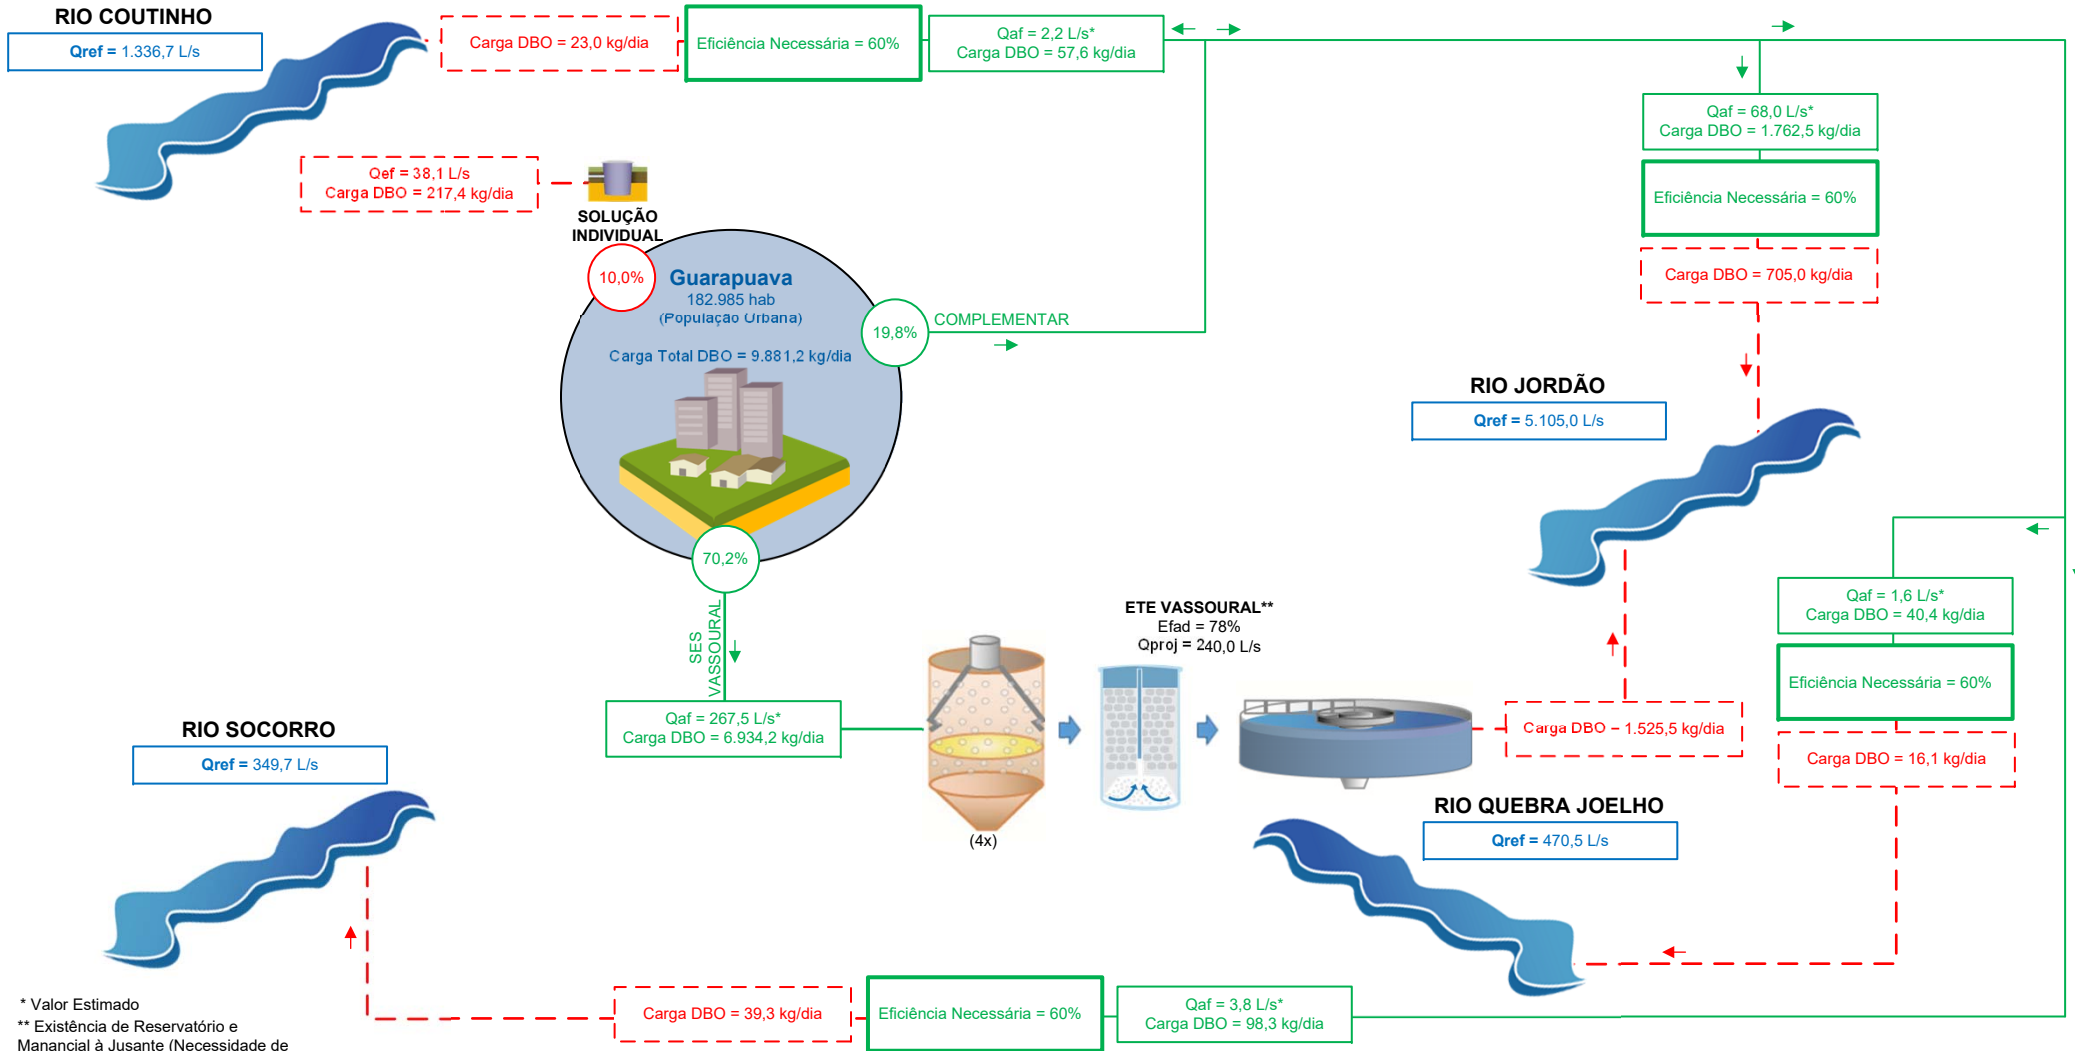 RIO COUTINHO
Qref = 1.336,7 L/s
Carga DBO = 23,0 kg/dia
Eficiência Necessária = 60%
Qaf = 2,2 L/s*
Carga DBO = 57,6 kg/dia
Qaf = 68,0 L/s*
Carga DBO = 1.762,5 kg/dia
Eficiência Necessária = 60%
Carga DBO = 705,0 kg/dia
Qef = 38,1 L/s
Carga DBO = 217,4 kg/dia
SOLUÇÃO
INDIVIDUAL
10,0%
Guarapuava
182.985 hab
(População Urbana)
Carga Total DBO = 9.881,2 kg/dia
19,8%
COMPLEMENTAR
70,2%
SES
VASSOURAL
RIO JORDÃO
Qref = 5.105,0 L/s
Qaf = 1,6 L/s*
Carga DBO = 40,4 kg/dia
Eficiência Necessária = 60%
Carga DBO = 16,1 kg/dia
ETE VASSOURAL**
Efad = 78%
Qproj = 240,0 L/s
Qaf = 267,5 L/s*
Carga DBO = 6.934,2 kg/dia
(4x)
Carga DBO = 1.525,5 kg/dia
RIO SOCORRO
Qref = 349,7 L/s
RIO QUEBRA JOELHO
Qref = 470,5 L/s
Carga DBO = 39,3 kg/dia
Eficiência Necessária = 60%
Qaf = 3,8 L/s*
Carga DBO = 98,3 kg/dia
* Valor Estimado
** Existência de Reservatório e
Manancial à Jusante (Necessidade de